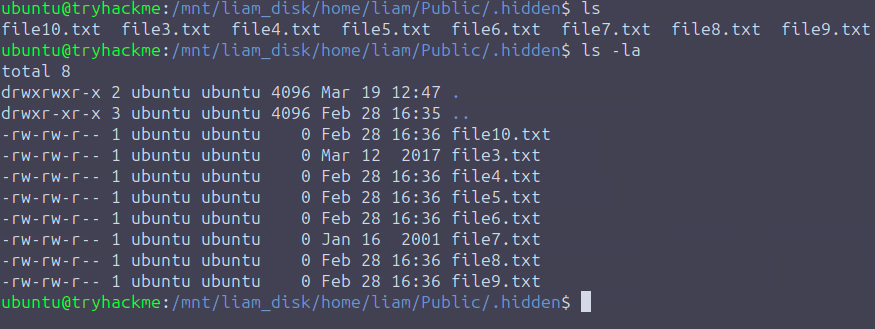 ubuntu@tryhackme:/mnt/liam_disk/home/liam/Public/.hidden$ ls
file10.txt  file3.txt  file4.txt  file5.txt  file6.txt  file7.txt  file8.txt  file9.txt
ubuntu@tryhackme:/mnt/liam_disk/home/liam/Public/.hidden$ ls -la
total 8
drwxrwxr-x 2 ubuntu ubuntu 4096 Mar 19 12:47 .
drwxr-xr-x 3 ubuntu ubuntu 4096 Feb 28 16:35 ..
-rw-rw-r-- 1 ubuntu ubuntu    0 Feb 28 16:36 file10.txt
-rw-rw-r-- 1 ubuntu ubuntu    0 Mar 12  2017 file3.txt
-rw-rw-r-- 1 ubuntu ubuntu    0 Feb 28 16:36 file4.txt
-rw-rw-r-- 1 ubuntu ubuntu    0 Feb 28 16:36 file5.txt
-rw-rw-r-- 1 ubuntu ubuntu    0 Feb 28 16:36 file6.txt
-rw-rw-r-- 1 ubuntu ubuntu    0 Jan 16  2001 file7.txt
-rw-rw-r-- 1 ubuntu ubuntu    0 Feb 28 16:36 file8.txt
-rw-rw-r-- 1 ubuntu ubuntu    0 Feb 28 16:36 file9.txt
ubuntu@tryhackme:/mnt/liam_disk/home/liam/Public/.hidden$